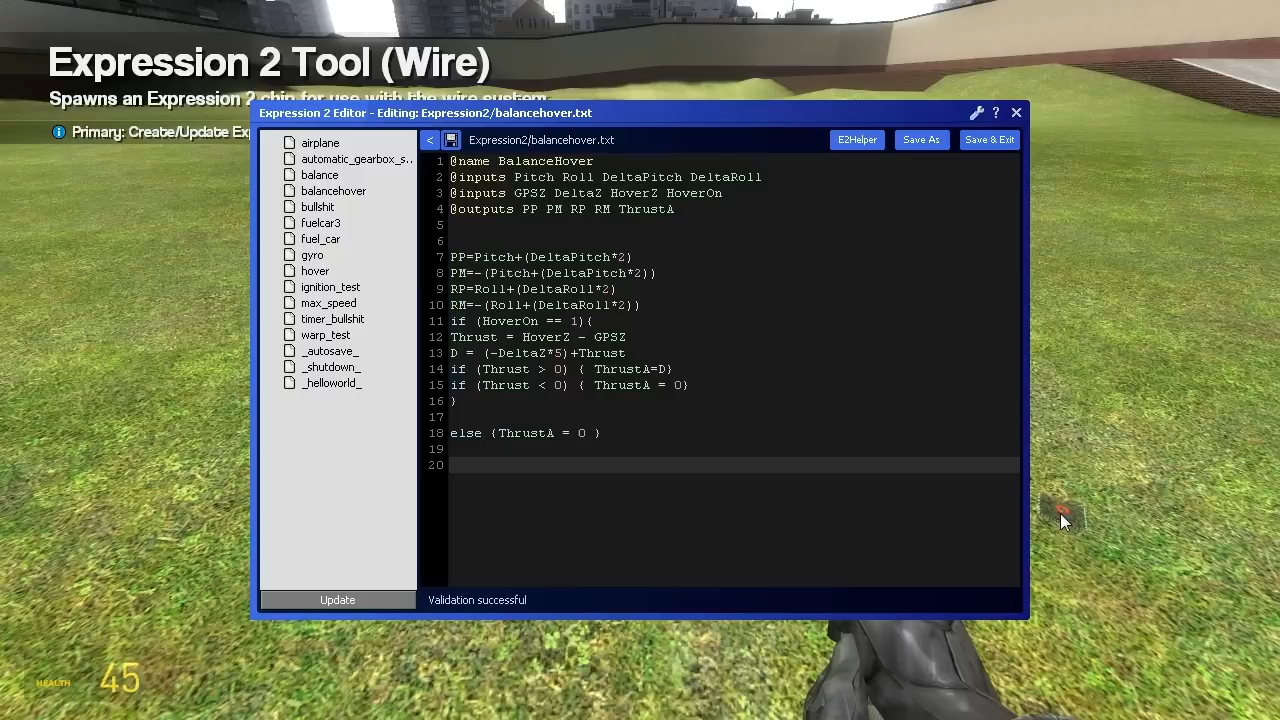 Expression 2 Tool (Wire)
Spawns an Expression 2 chip for use with the wire system
Primary: Create/Update Ex
Expression 2 Editor - Editing: Expression2/balancehover.txt
?
airplane
automatic_gearbox_s..
balance
balancehover
bullshit
fuelcar3
fuel_car
gyro
hover
ignition_test
max_speed
timer_bullshit
warp_test
_autosave_
_shutdown_
_helloworld_
Update
< Expression2/balancehover.txt E2Helper Save As Save & Exit
1 @name BalanceHover
2 @inputs Pitch Roll DeltaPitch DeltaRoll
3 @inputs GPSZ DeltaZ HoverZ HoverOn
4 @outputs PP PM RP RM ThrustA
5
6
7 PP=Pitch+(DeltaPitch*2)
8 PM=-(Pitch+(DeltaPitch*2))
9 RP=Roll+(DeltaRoll*2)
10 RM=-(Roll+(DeltaRoll*2))
11 if (HoverOn == 1){
12 Thrust = HoverZ - GPSZ
13 D = (-DeltaZ*5)+Thrust
14 if (Thrust > 0) { ThrustA=D}
15 if (Thrust < 0) { ThrustA = 0}
16 }
17
18 else {ThrustA = 0 }
19
20
Validation successful
HEALTH 45